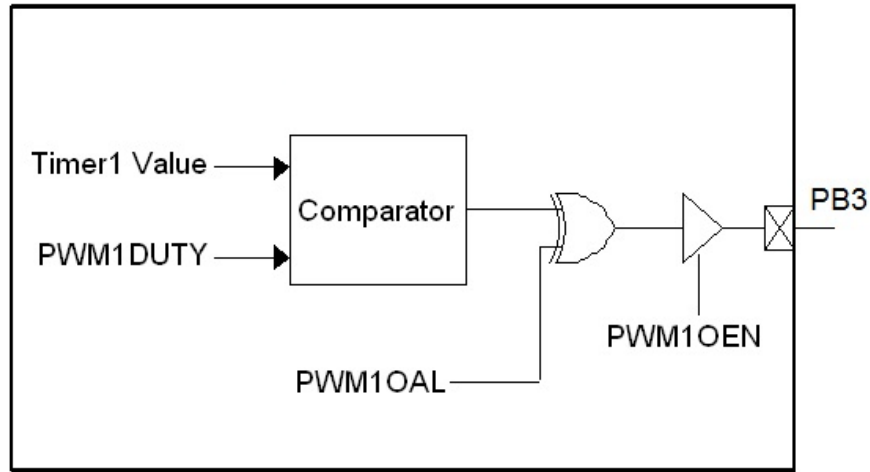 Timer1 Value
PWM1DUTY
Comparator
PB3
PWM1OEN
PWM1OAL